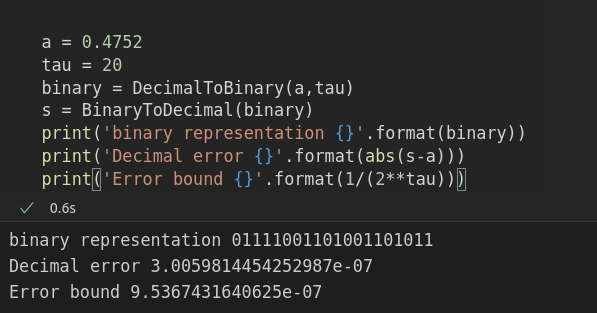 a = 0.4752
tau = 20
binary = DecimalToBinary(a,tau)
s = BinaryToDecimal(binary)
print('binary representation {}'.format(binary))
print('Decimal error {}'.format(abs(s-a)))
print('Error bound {}'.format(1/(2**tau)))
0.6s
binary representation 01111001101001101011
Decimal error 3.0059814454252987e-07
Error bound 9.5367431640625e-07